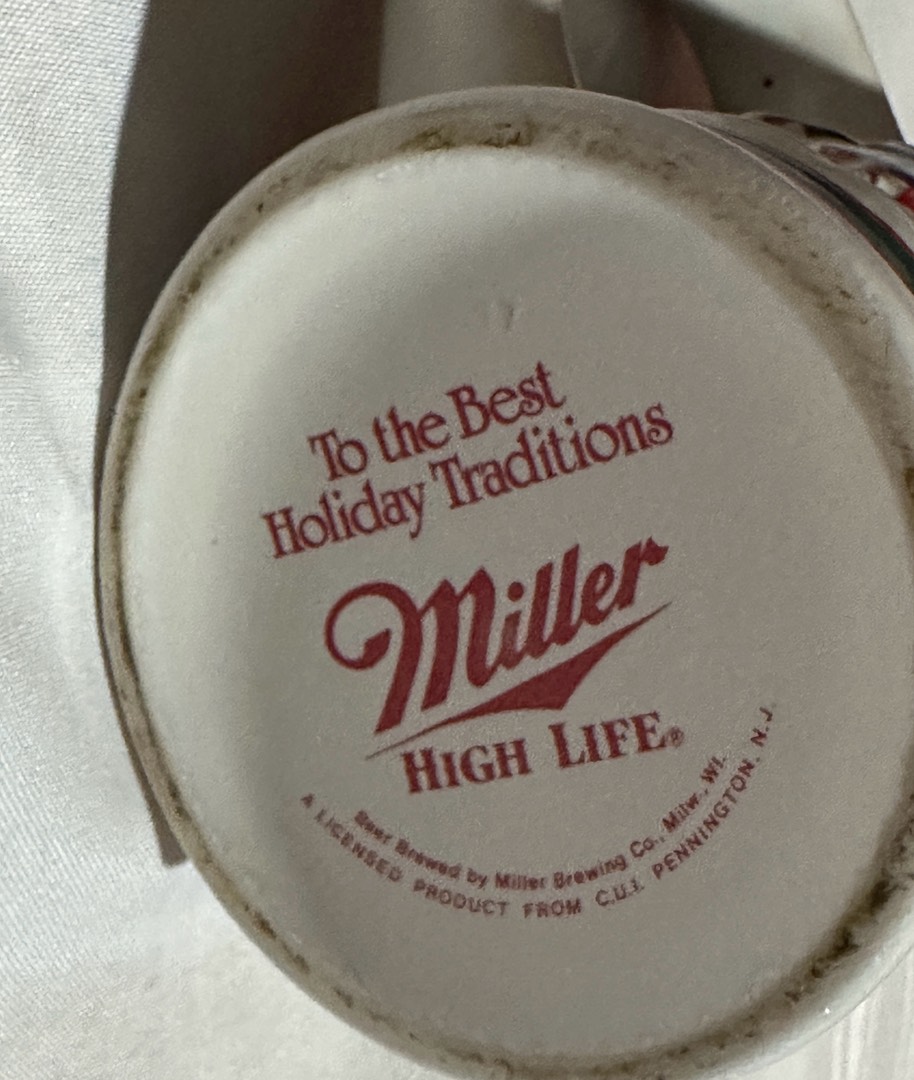 To the Best
Holiday Traditions
Miller
HIGH LIFE®
Beer Brewed by Miller Brewing Co., Milw., WI.
A LICENSED PRODUCT FROM C.U.I. PENNINGTON, N.J.